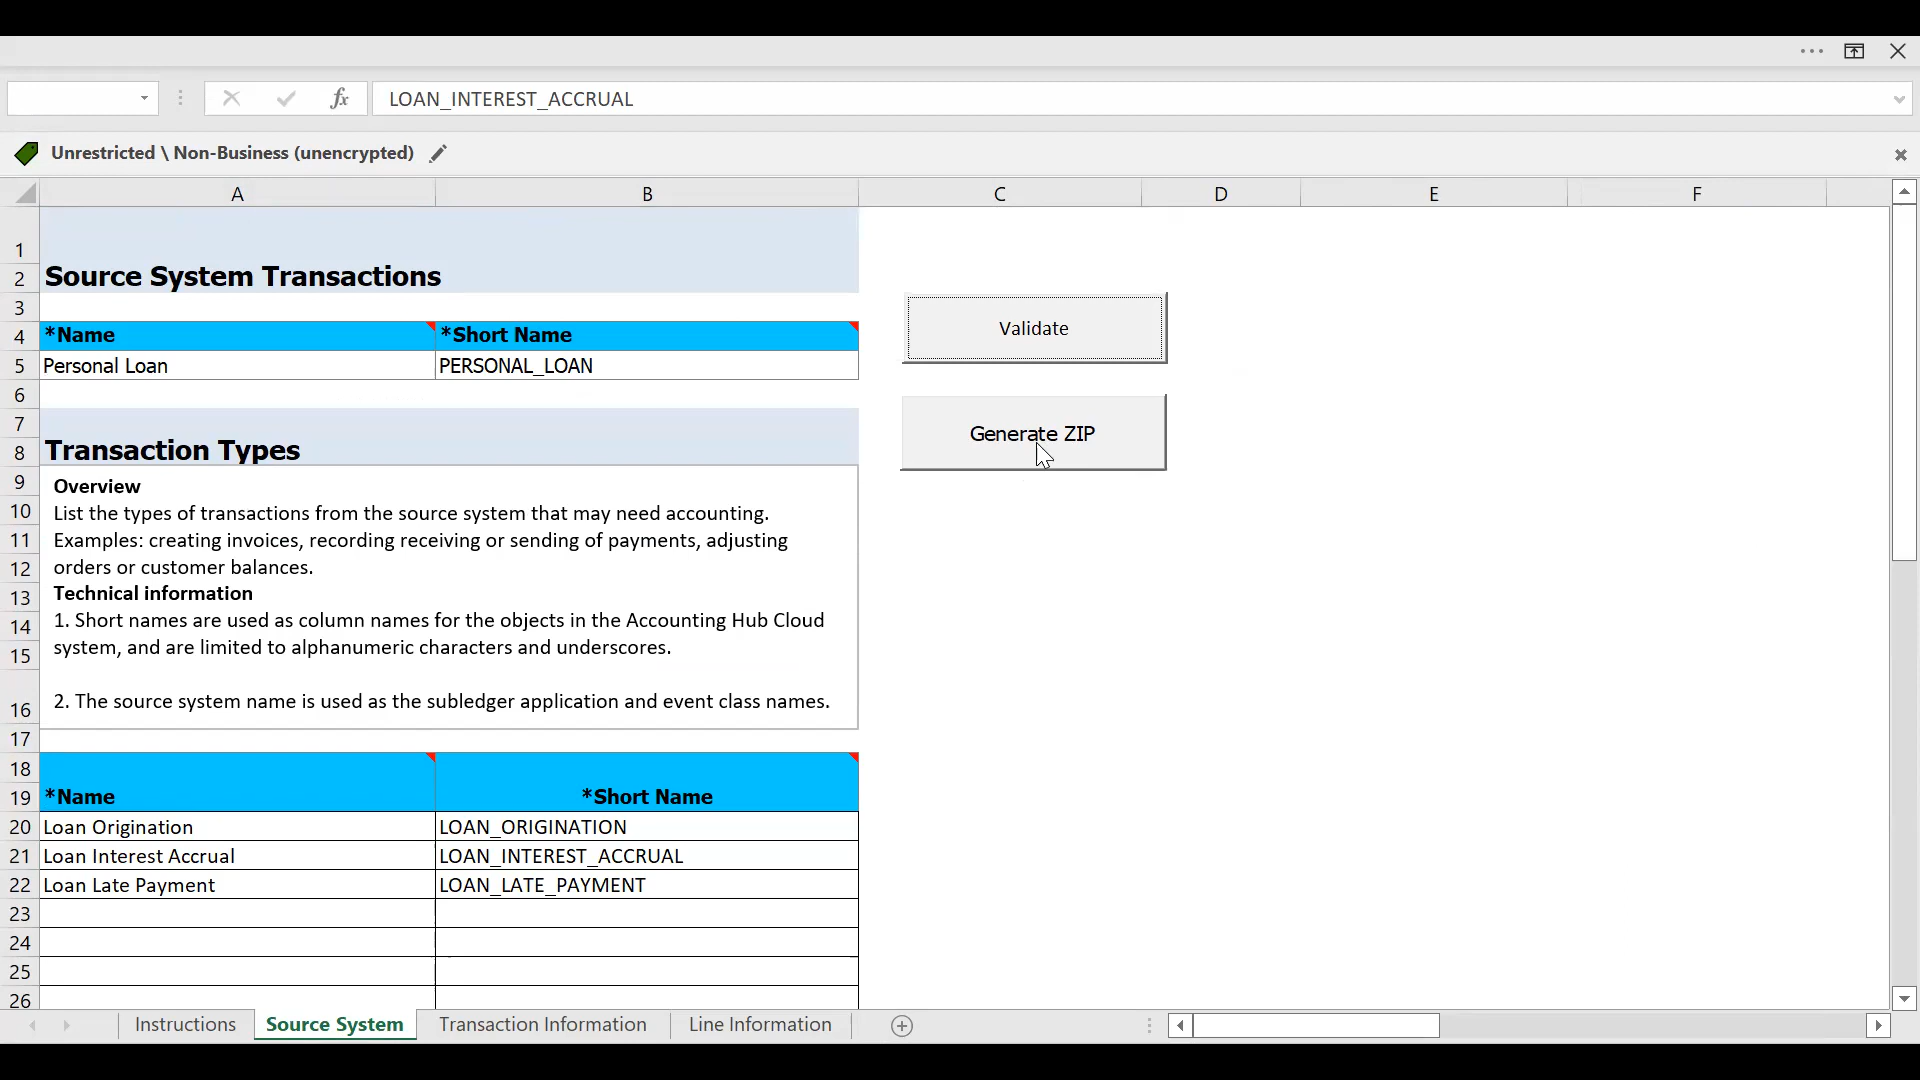 LOAN_INTEREST_ACCRUAL
Unrestricted \ Non-Business (unencrypted)
A B C D E F
1
2 Source System Transactions
3
4 *Name *Short Name
5 Personal Loan PERSONAL_LOAN
Validate
6
7
8 Transaction Types
Generate ZIP
9 Overview
10 List the types of transactions from the source system that may need accounting.
11 Examples: creating invoices, recording receiving or sending of payments, adjusting
12 orders or customer balances.
13 Technical information
14 1. Short names are used as column names for the objects in the Accounting Hub Cloud
15 system, and are limited to alphanumeric characters and underscores.
16 2. The source system name is used as the subledger application and event class names.
17
18
19 *Name *Short Name
20 Loan Origination LOAN_ORIGINATION
21 Loan Interest Accrual LOAN_INTEREST_ACCRUAL
22 Loan Late Payment LOAN_LATE_PAYMENT
23
24
25
26
Instructions Source System Transaction Information Line Information